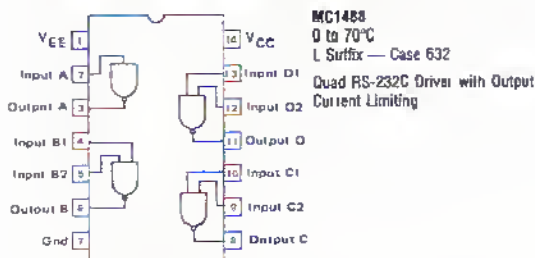 MC1488
0 to 70°C
L Suffix — Case 632
Quad RS-232C Driver with Output
Current Limiting
VEE 1
14 VCC
Input A 2
13 Input D1
Output A 3
12 Input D2
Input B1 4
11 Output D
Input B2 5
10 Input C1
Output B 6
9 Input C2
Gnd 7
8 Output C